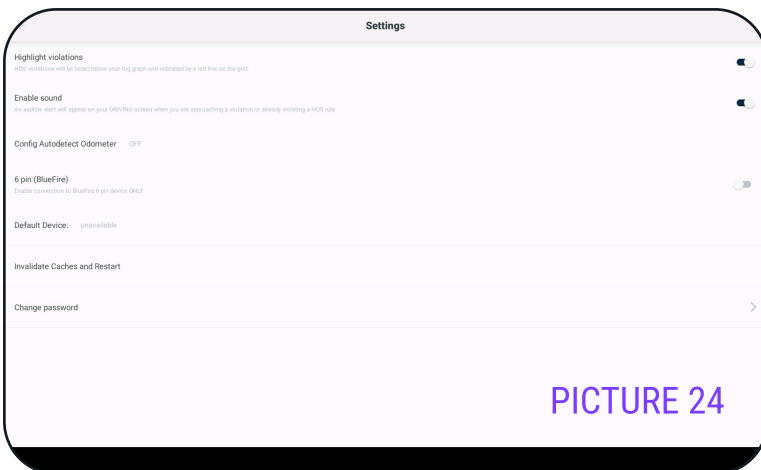 Settings
Highlight violations
HOS violations will be listed below your log graph and indicated by a red line on the grid.
Enable sound
An audible alert will appear on your DRIVING screen when you are approaching a violation or already violating a HOS rule
Config Autodetect Odometer OFF
6 pin (BlueFire)
Enable connection to BlueFire 6 pin device ONLY
Default Device: unavailable
Invalidate Caches and Restart
Change password
PICTURE 24